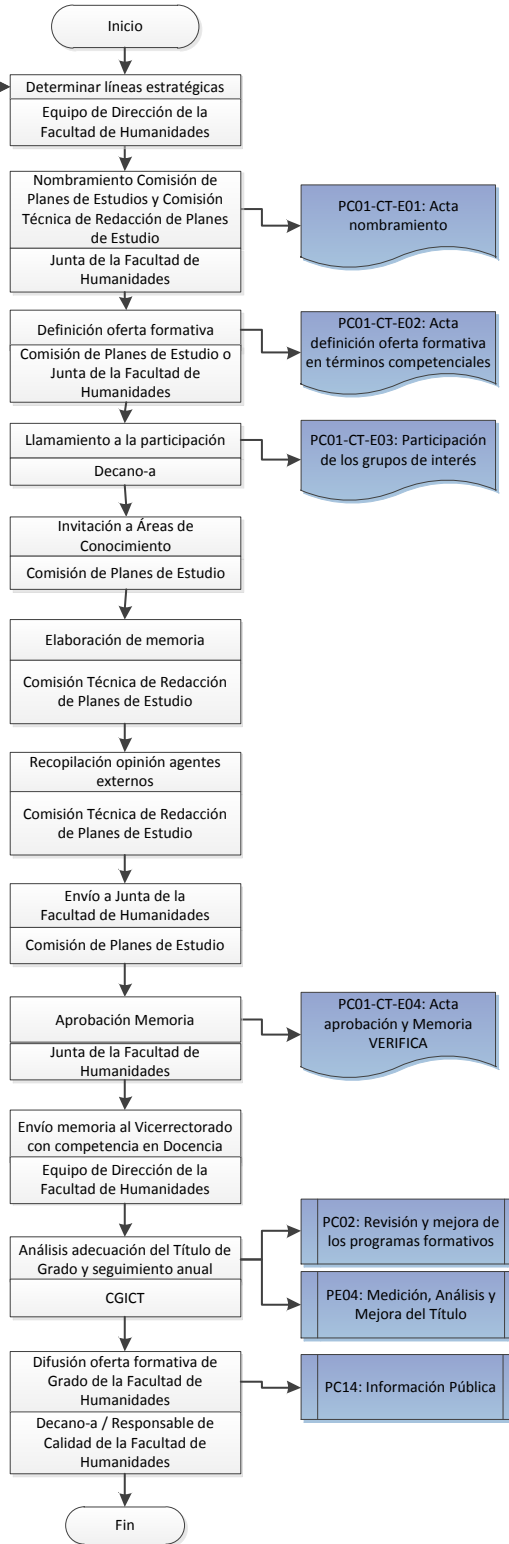 Inicio
Determinar líneas estratégicas
Equipo de Dirección de la
Facultad de Humanidades
Nombramiento Comisión de
Planes de Estudios y Comisión
Técnica de Redacción de Planes
de Estudio
Junta de la Facultad de
Humanidades
PC01-CT-E01: Acta
nombramiento
Definición oferta formativa
Comisión de Planes de Estudio o
Junta de la Facultad de
Humanidades
PC01-CT-E02: Acta
definición oferta formativa
en términos competenciales
Llamamiento a la participación
Decano-a
PC01-CT-E03: Participación
de los grupos de interés
Invitación a Áreas de
Conocimiento
Comisión de Planes de Estudio
Elaboración de memoria
Comisión Técnica de Redacción
de Planes de Estudio
Recopilación opinión agentes
externos
Comisión Técnica de Redacción
de Planes de Estudio
Envío a Junta de la
Facultad de Humanidades
Comisión de Planes de Estudio
Aprobación Memoria
Junta de la Facultad de
Humanidades
PC01-CT-E04: Acta
aprobación y Memoria
VERIFICA
Envío memoria al Vicerrectorado
con competencia en Docencia
Equipo de Dirección de la
Facultad de Humanidades
Análisis adecuación del Título de
Grado y seguimiento anual
CGICT
PC02: Revisión y mejora de
los programas formativos
PE04: Medición, Análisis y
Mejora del Título
Difusión oferta formativa de
Grado de la Facultad de
Humanidades
Decano-a / Responsable de
Calidad de la Facultad de
Humanidades
PC14: Información Pública
Fin